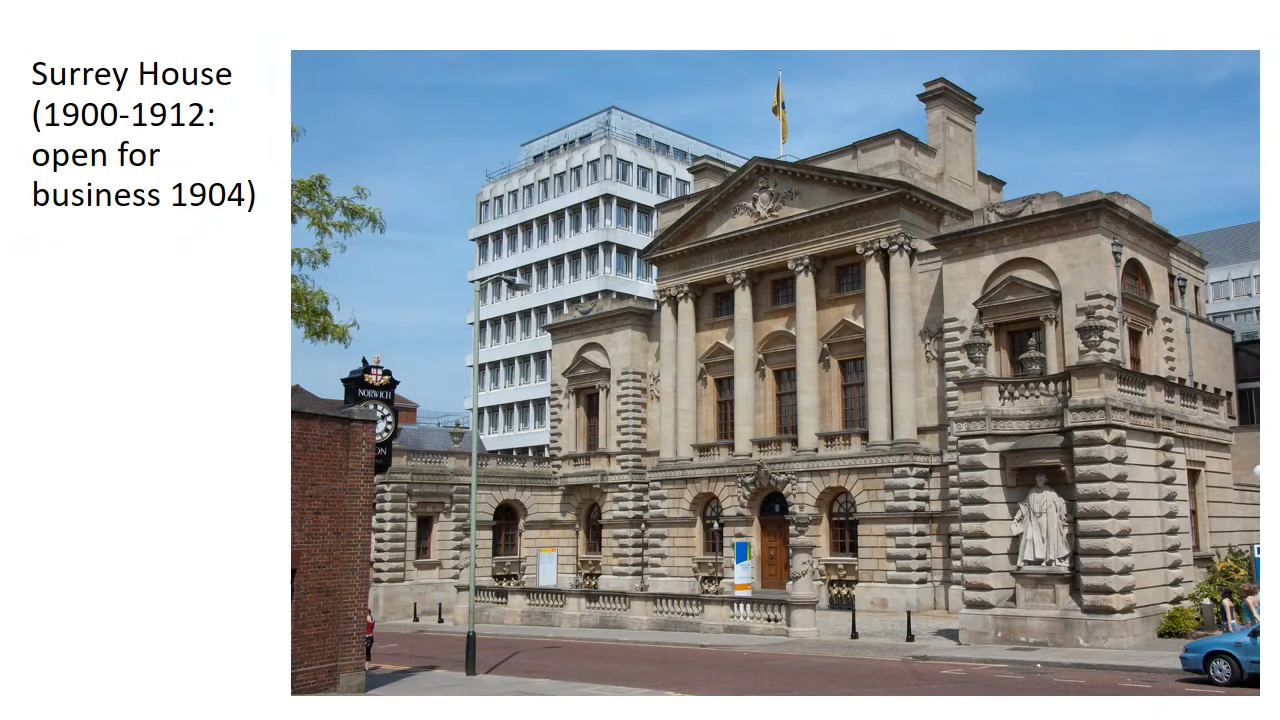 Surrey House
(1900-1912:
open for
business 1904)
NORWICH